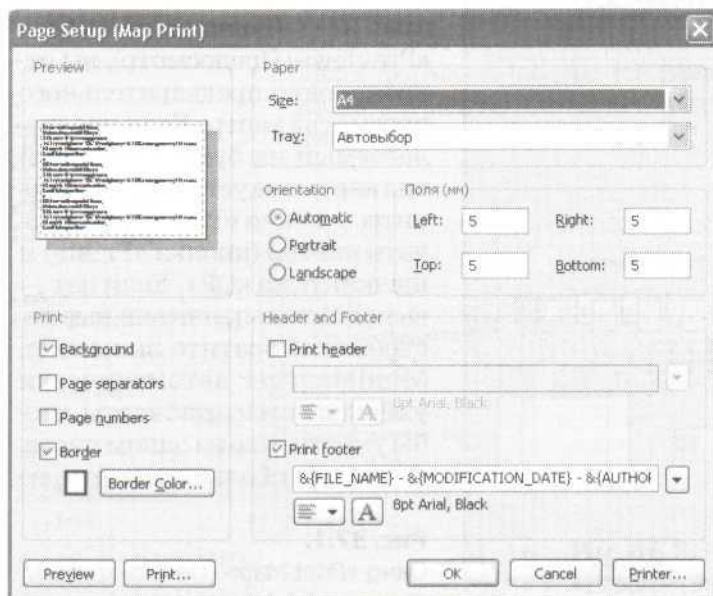 Page Setup (Map Print)
Preview
Paper
Size: A4
Tray: Автовыбор
Orientation
Automatic
Portrait
Landscape
Поля (мм)
Left: 5 Right: 5
Top: 5 Bottom: 5
Print
Background
Page separators
Page numbers
Border
Border Color...
Header and Footer
Print header
8pt Arial, Black
A
Print footer
&{FILE_NAME} - &{MODIFICATION_DATE} - &{AUTHOR
A
8pt Arial, Black
Preview Print... OK Cancel Printer...